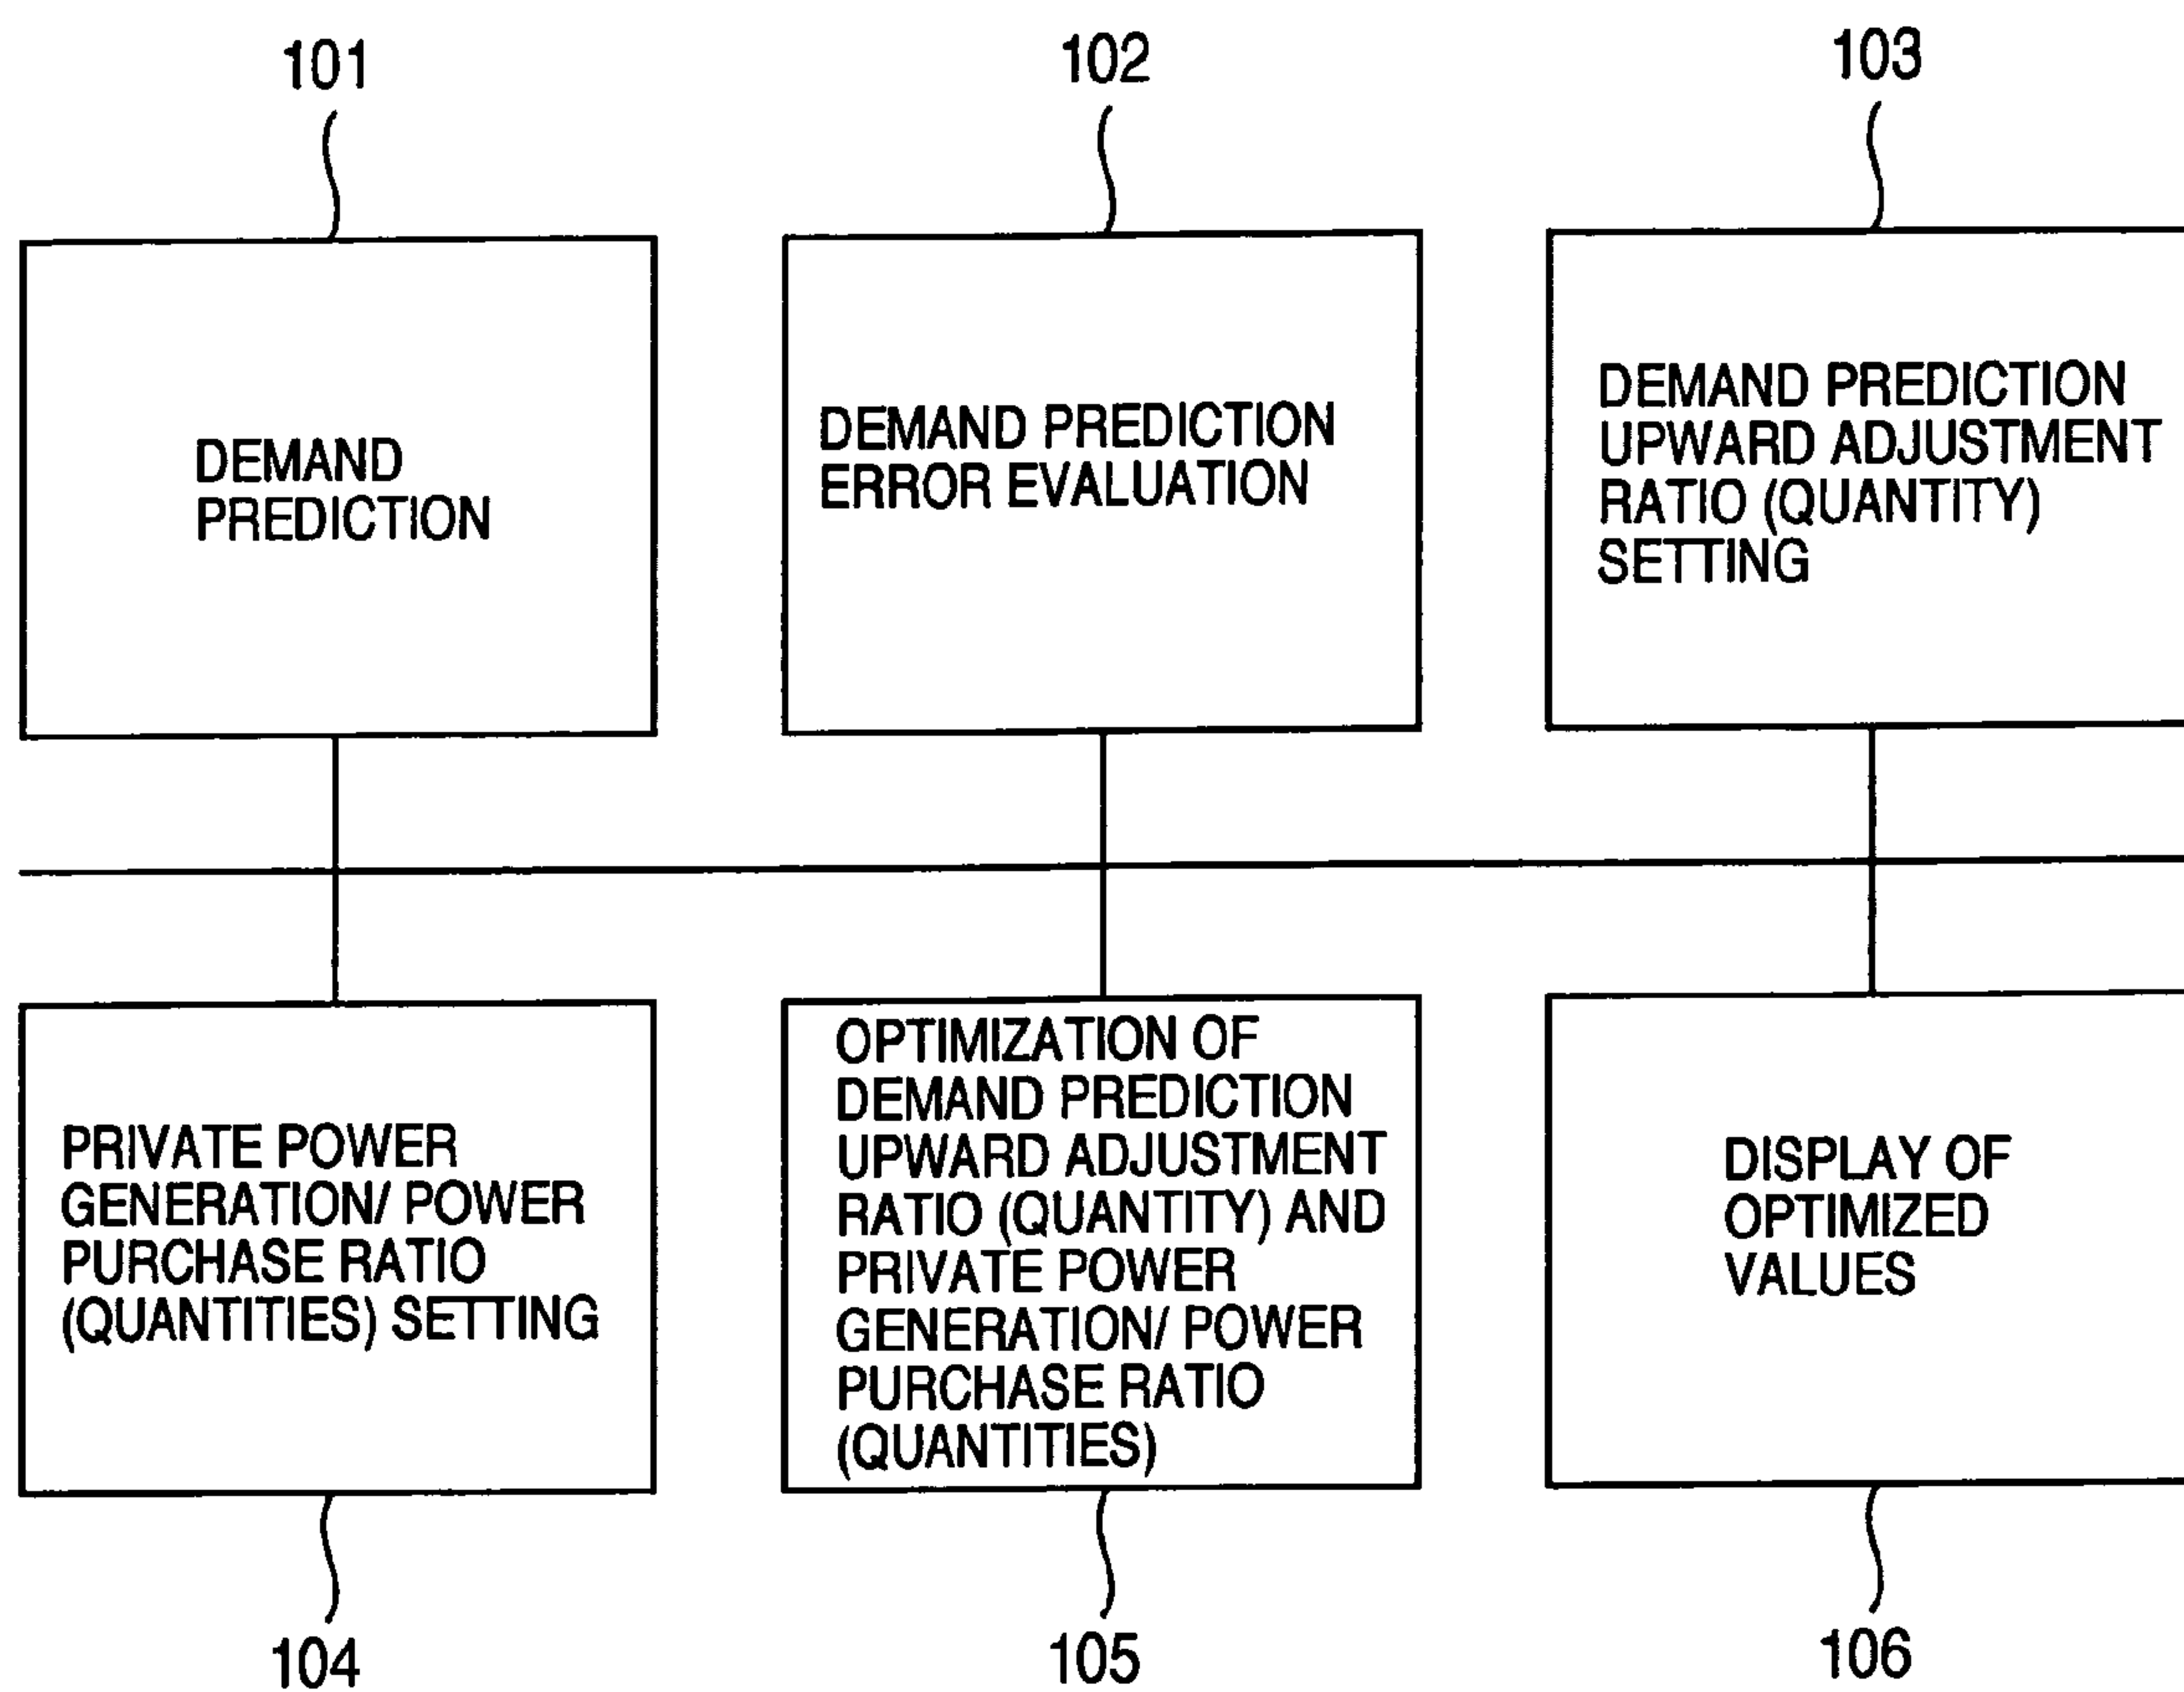 101
102
103
DEMAND
PREDICTION
DEMAND PREDICTION
ERROR EVALUATION
DEMAND PREDICTION
UPWARD ADJUSTMENT
RATIO (QUANTITY)
SETTING
PRIVATE POWER
GENERATION/ POWER
PURCHASE RATIO
(QUANTITIES) SETTING
OPTIMIZATION OF
DEMAND PREDICTION
UPWARD ADJUSTMENT
RATIO (QUANTITY) AND
PRIVATE POWER
GENERATION/ POWER
PURCHASE RATIO
(QUANTITIES)
DISPLAY OF
OPTIMIZED
VALUES
104
105
106